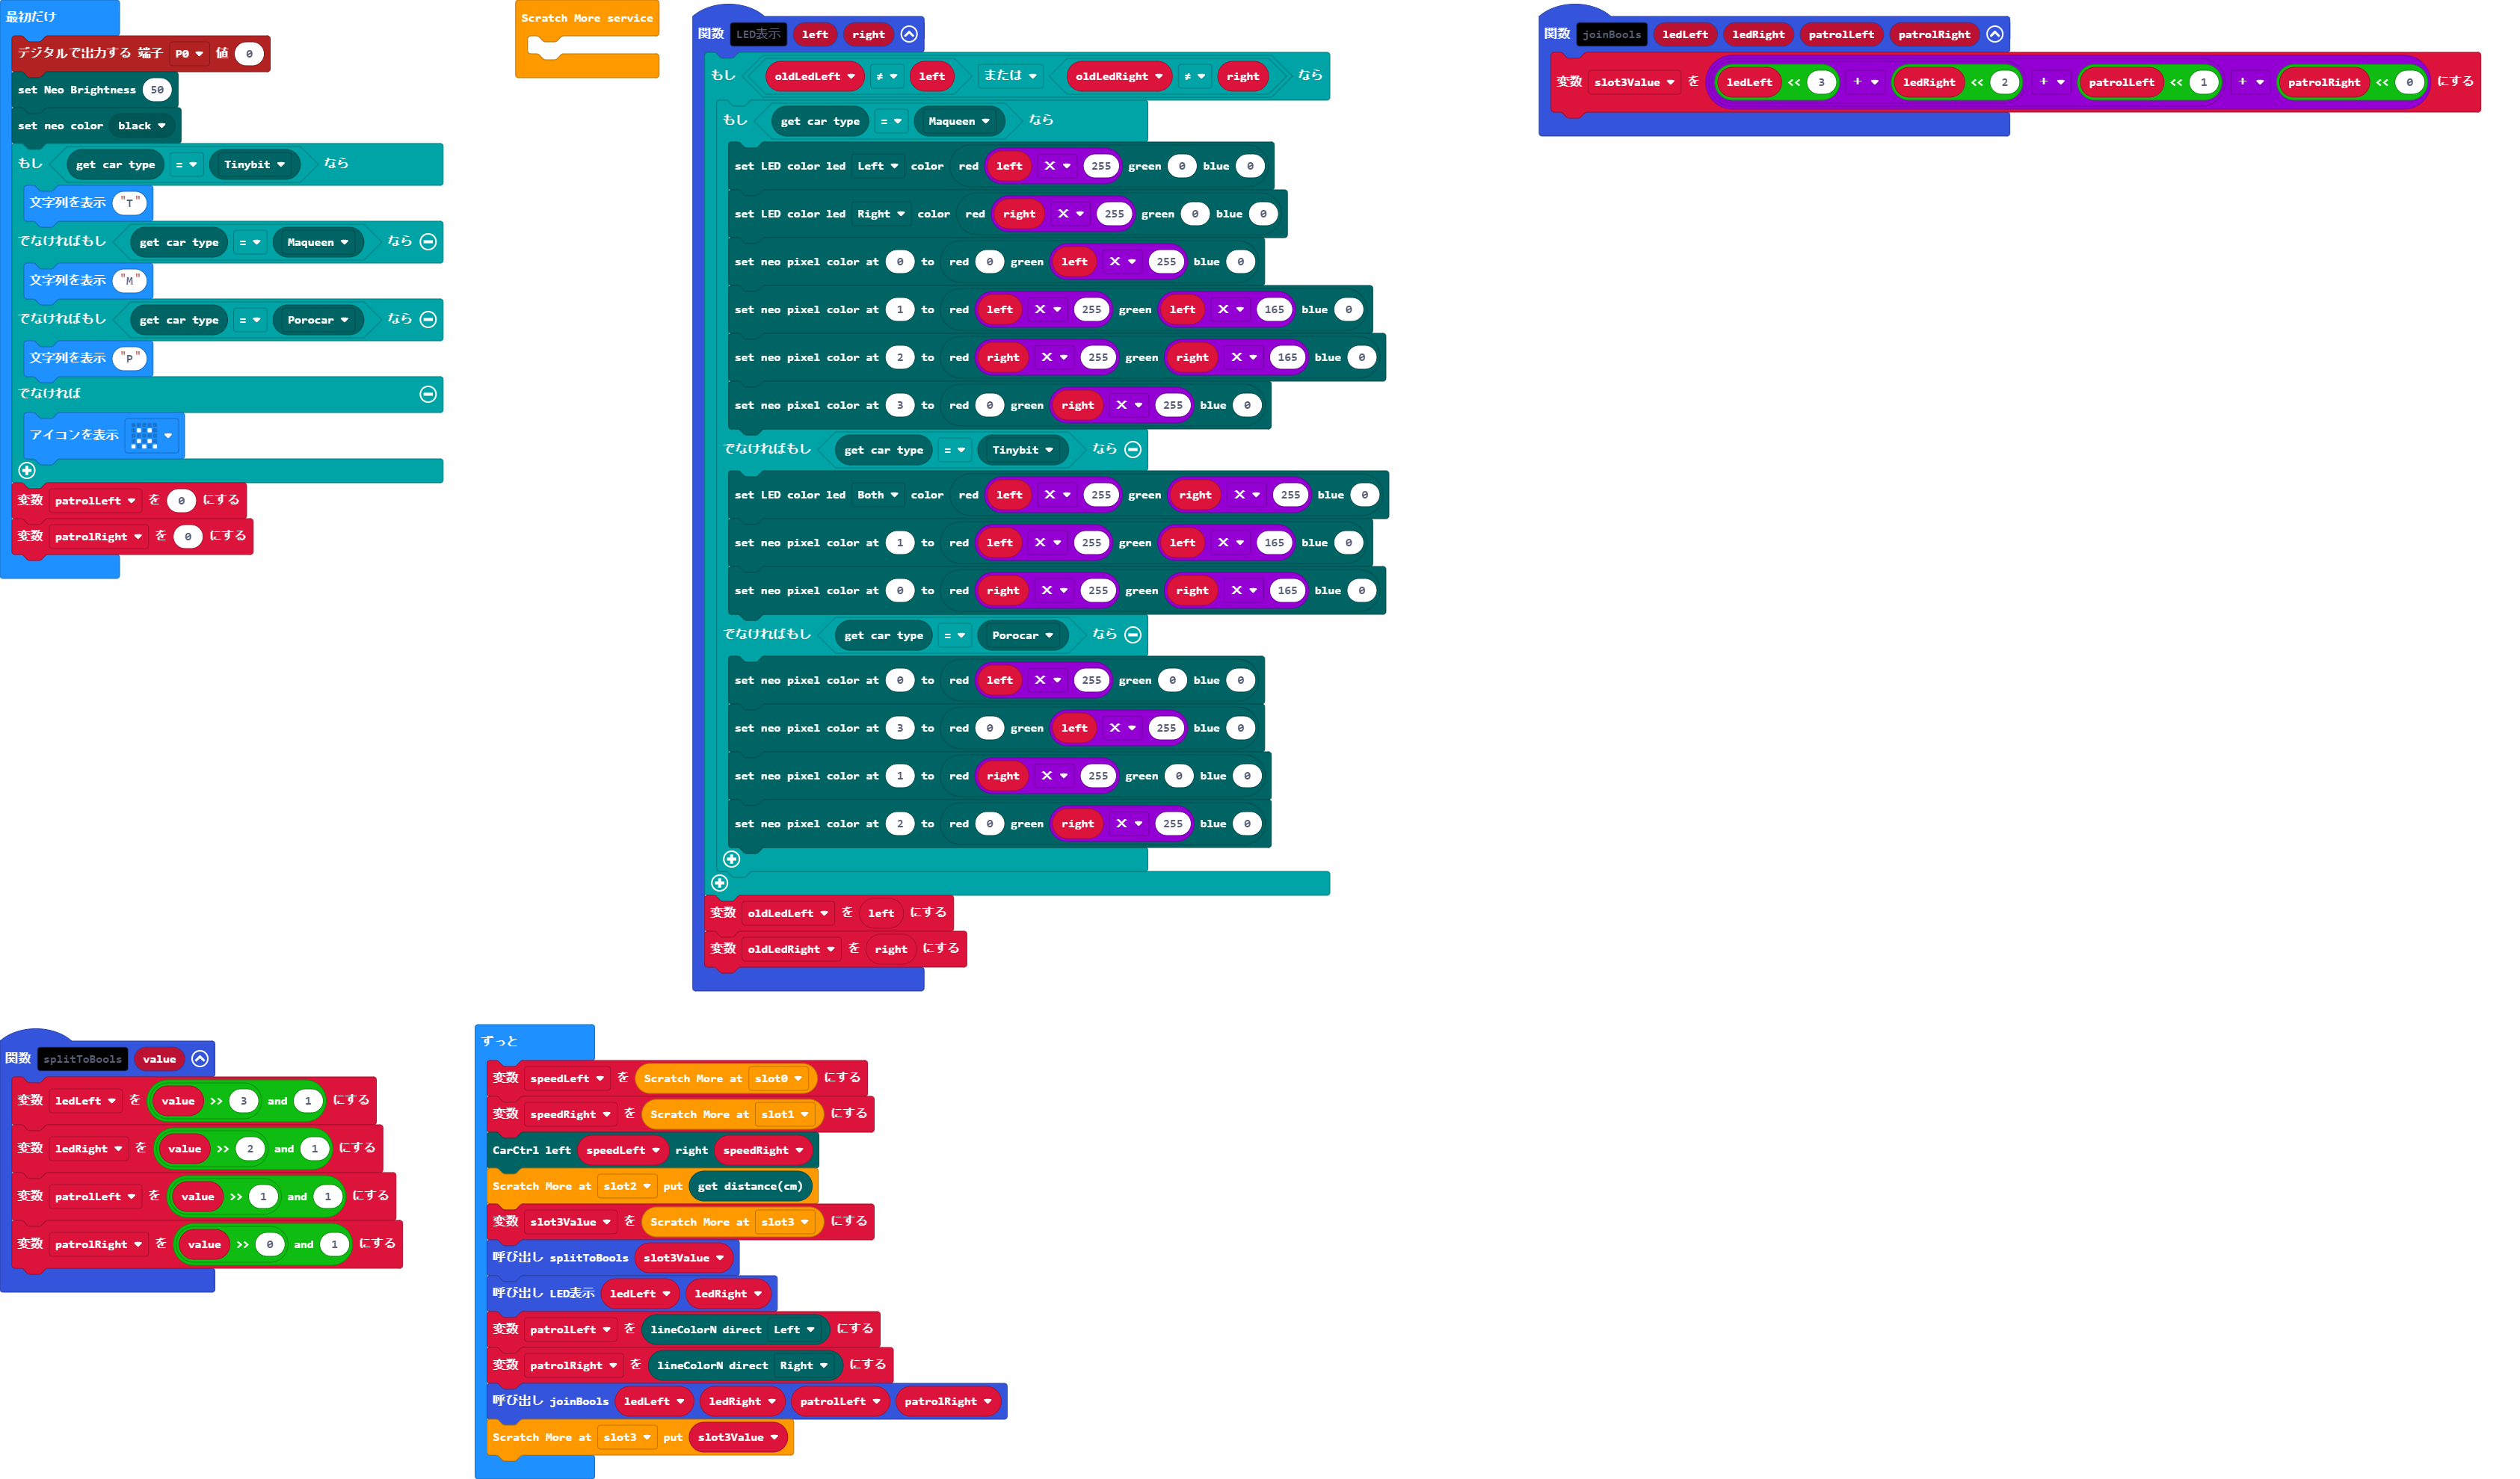 最初だけ
デジタルで出力する 端子 P0 値 0
set Neo Brightness 50
set neo color black
もし get car type = Tinybit なら
文字列を表示 "T"
でなければもし get car type = Maqueen なら
文字列を表示 "M"
でなければもし get car type = Porocar なら
文字列を表示 "P"
でなければ
アイコンを表示
変数 patrolLeft を 0 にする
変数 patrolRight を 0 にする
Scratch More service
関数 LED表示 left right
もし oldLedLeft ≠ left または oldLedRight ≠ right なら
もし get car type = Maqueen なら
set LED color led Left color red left × 255 green 0 blue 0
set LED color led Right color red right × 255 green 0 blue 0
set neo pixel color at 0 to red 0 green left × 255 blue 0
set neo pixel color at 1 to red left × 255 green left × 165 blue 0
set neo pixel color at 2 to red right × 255 green right × 165 blue 0
set neo pixel color at 3 to red 0 green right × 255 blue 0
でなければもし get car type = Tinybit なら
set LED color led Both color red left × 255 green right × 255 blue 0
set neo pixel color at 1 to red left × 255 green left × 165 blue 0
set neo pixel color at 0 to red right × 255 green right × 165 blue 0
でなければもし get car type = Porocar なら
set neo pixel color at 0 to red left × 255 green 0 blue 0
set neo pixel color at 3 to red 0 green left × 255 blue 0
set neo pixel color at 1 to red right × 255 green 0 blue 0
set neo pixel color at 2 to red 0 green right × 255 blue 0
変数 oldLedLeft を left にする
変数 oldLedRight を right にする
関数 joinBools ledLeft ledRight patrolLeft patrolRight
変数 slot3Value を ledLeft << 3 + ledRight << 2 + patrolLeft << 1 + patrolRight << 0 にする
関数 splitToBools value
変数 ledLeft を value >> 3 and 1 にする
変数 ledRight を value >> 2 and 1 にする
変数 patrolLeft を value >> 1 and 1 にする
変数 patrolRight を value >> 0 and 1 にする
ずっと
変数 speedLeft を Scratch More at slot0 にする
変数 speedRight を Scratch More at slot1 にする
CarCtrl left speedLeft right speedRight
Scratch More at slot2 put get distance(cm)
変数 slot3Value を Scratch More at slot3 にする
呼び出し splitToBools slot3Value
呼び出し LED表示 ledLeft ledRight
変数 patrolLeft を lineColorN direct Left にする
変数 patrolRight を lineColorN direct Right にする
呼び出し joinBools ledLeft ledRight patrolLeft patrolRight
Scratch More at slot3 put slot3Value